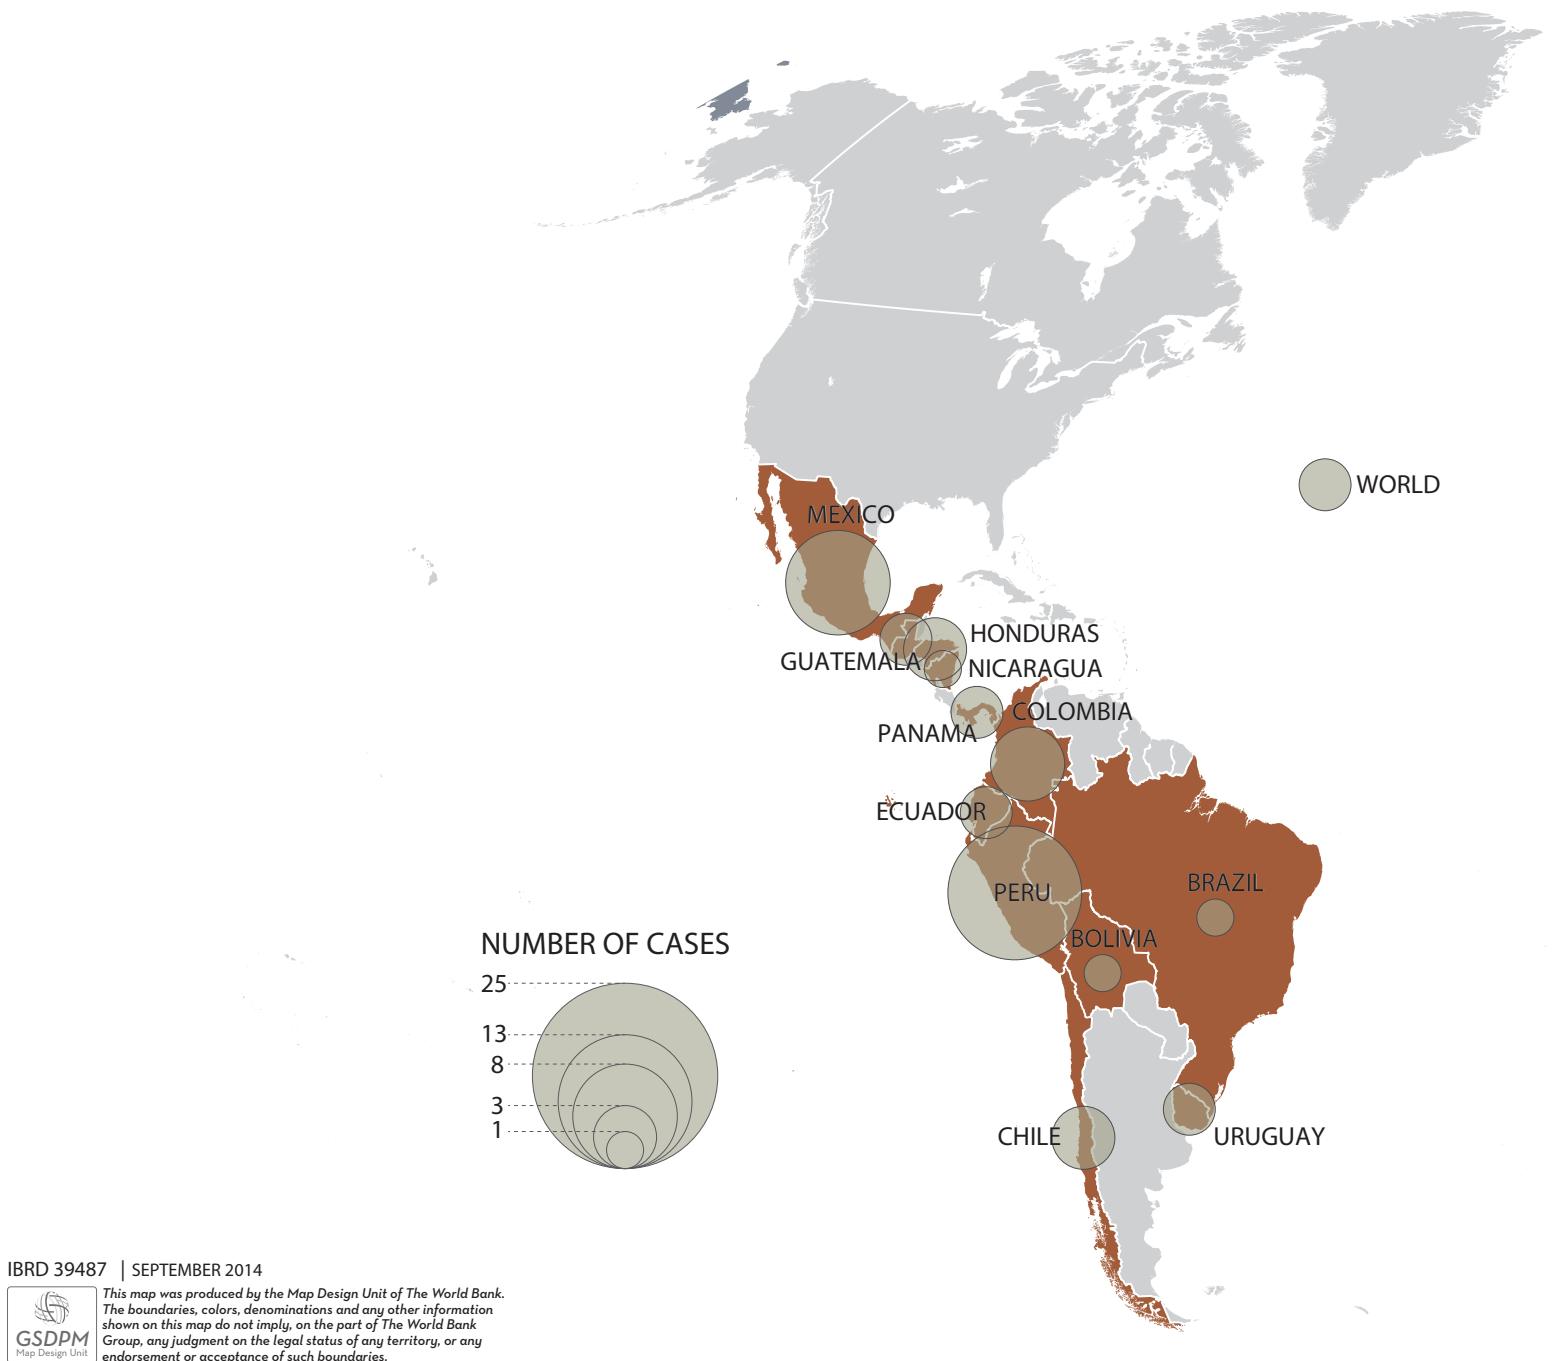 WORLD
MEXICO
HONDURAS
GUATEMALA
NICARAGUA
COLOMBIA
PANAMA
ECUADOR
PERU
BRAZIL
BOLIVIA
NUMBER OF CASES
25
13
8
3
1
CHILE
URUGUAY
IBRD 39487 | SEPTEMBER 2014
This map was produced by the Map Design Unit of The World Bank.
The boundaries, colors, denominations and any other information
shown on this map do not imply, on the part of The World Bank
Group, any judgment on the legal status of any territory, or any
endorsement or acceptance of such boundaries.
GSDPM
Map Design Unit